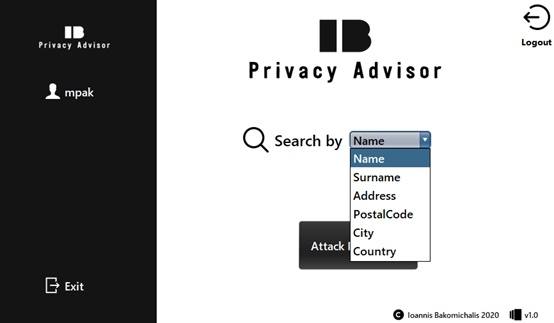 IB
Privacy Advisor
mpak
Exit
IB
Privacy Advisor
Logout
Search by Name
Name
Surname
Address
PostalCode
City
Country
Attack
C Ioannis Bakomichalis 2020
v1.0